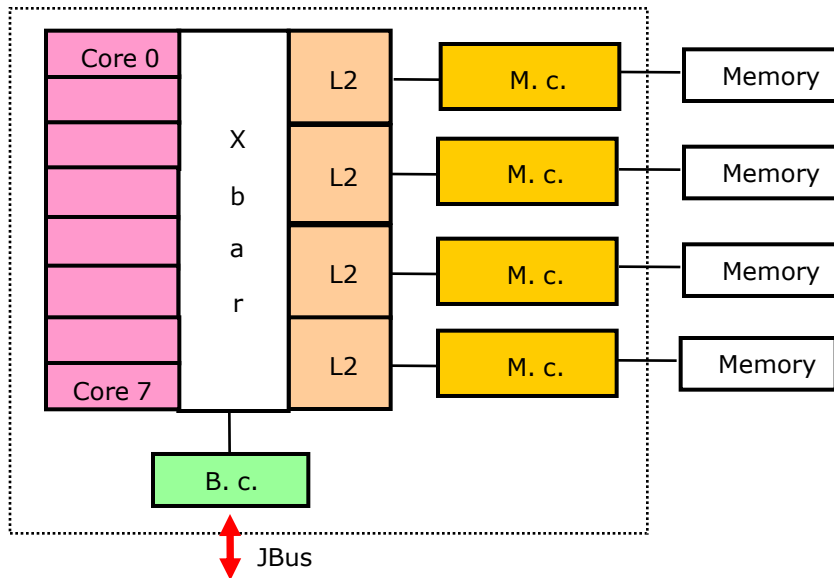 Core 0
Core 7
X
b
a
r
L2
L2
L2
L2
M. c.
M. c.
M. c.
M. c.
Memory
Memory
Memory
Memory
B. c.
JBus